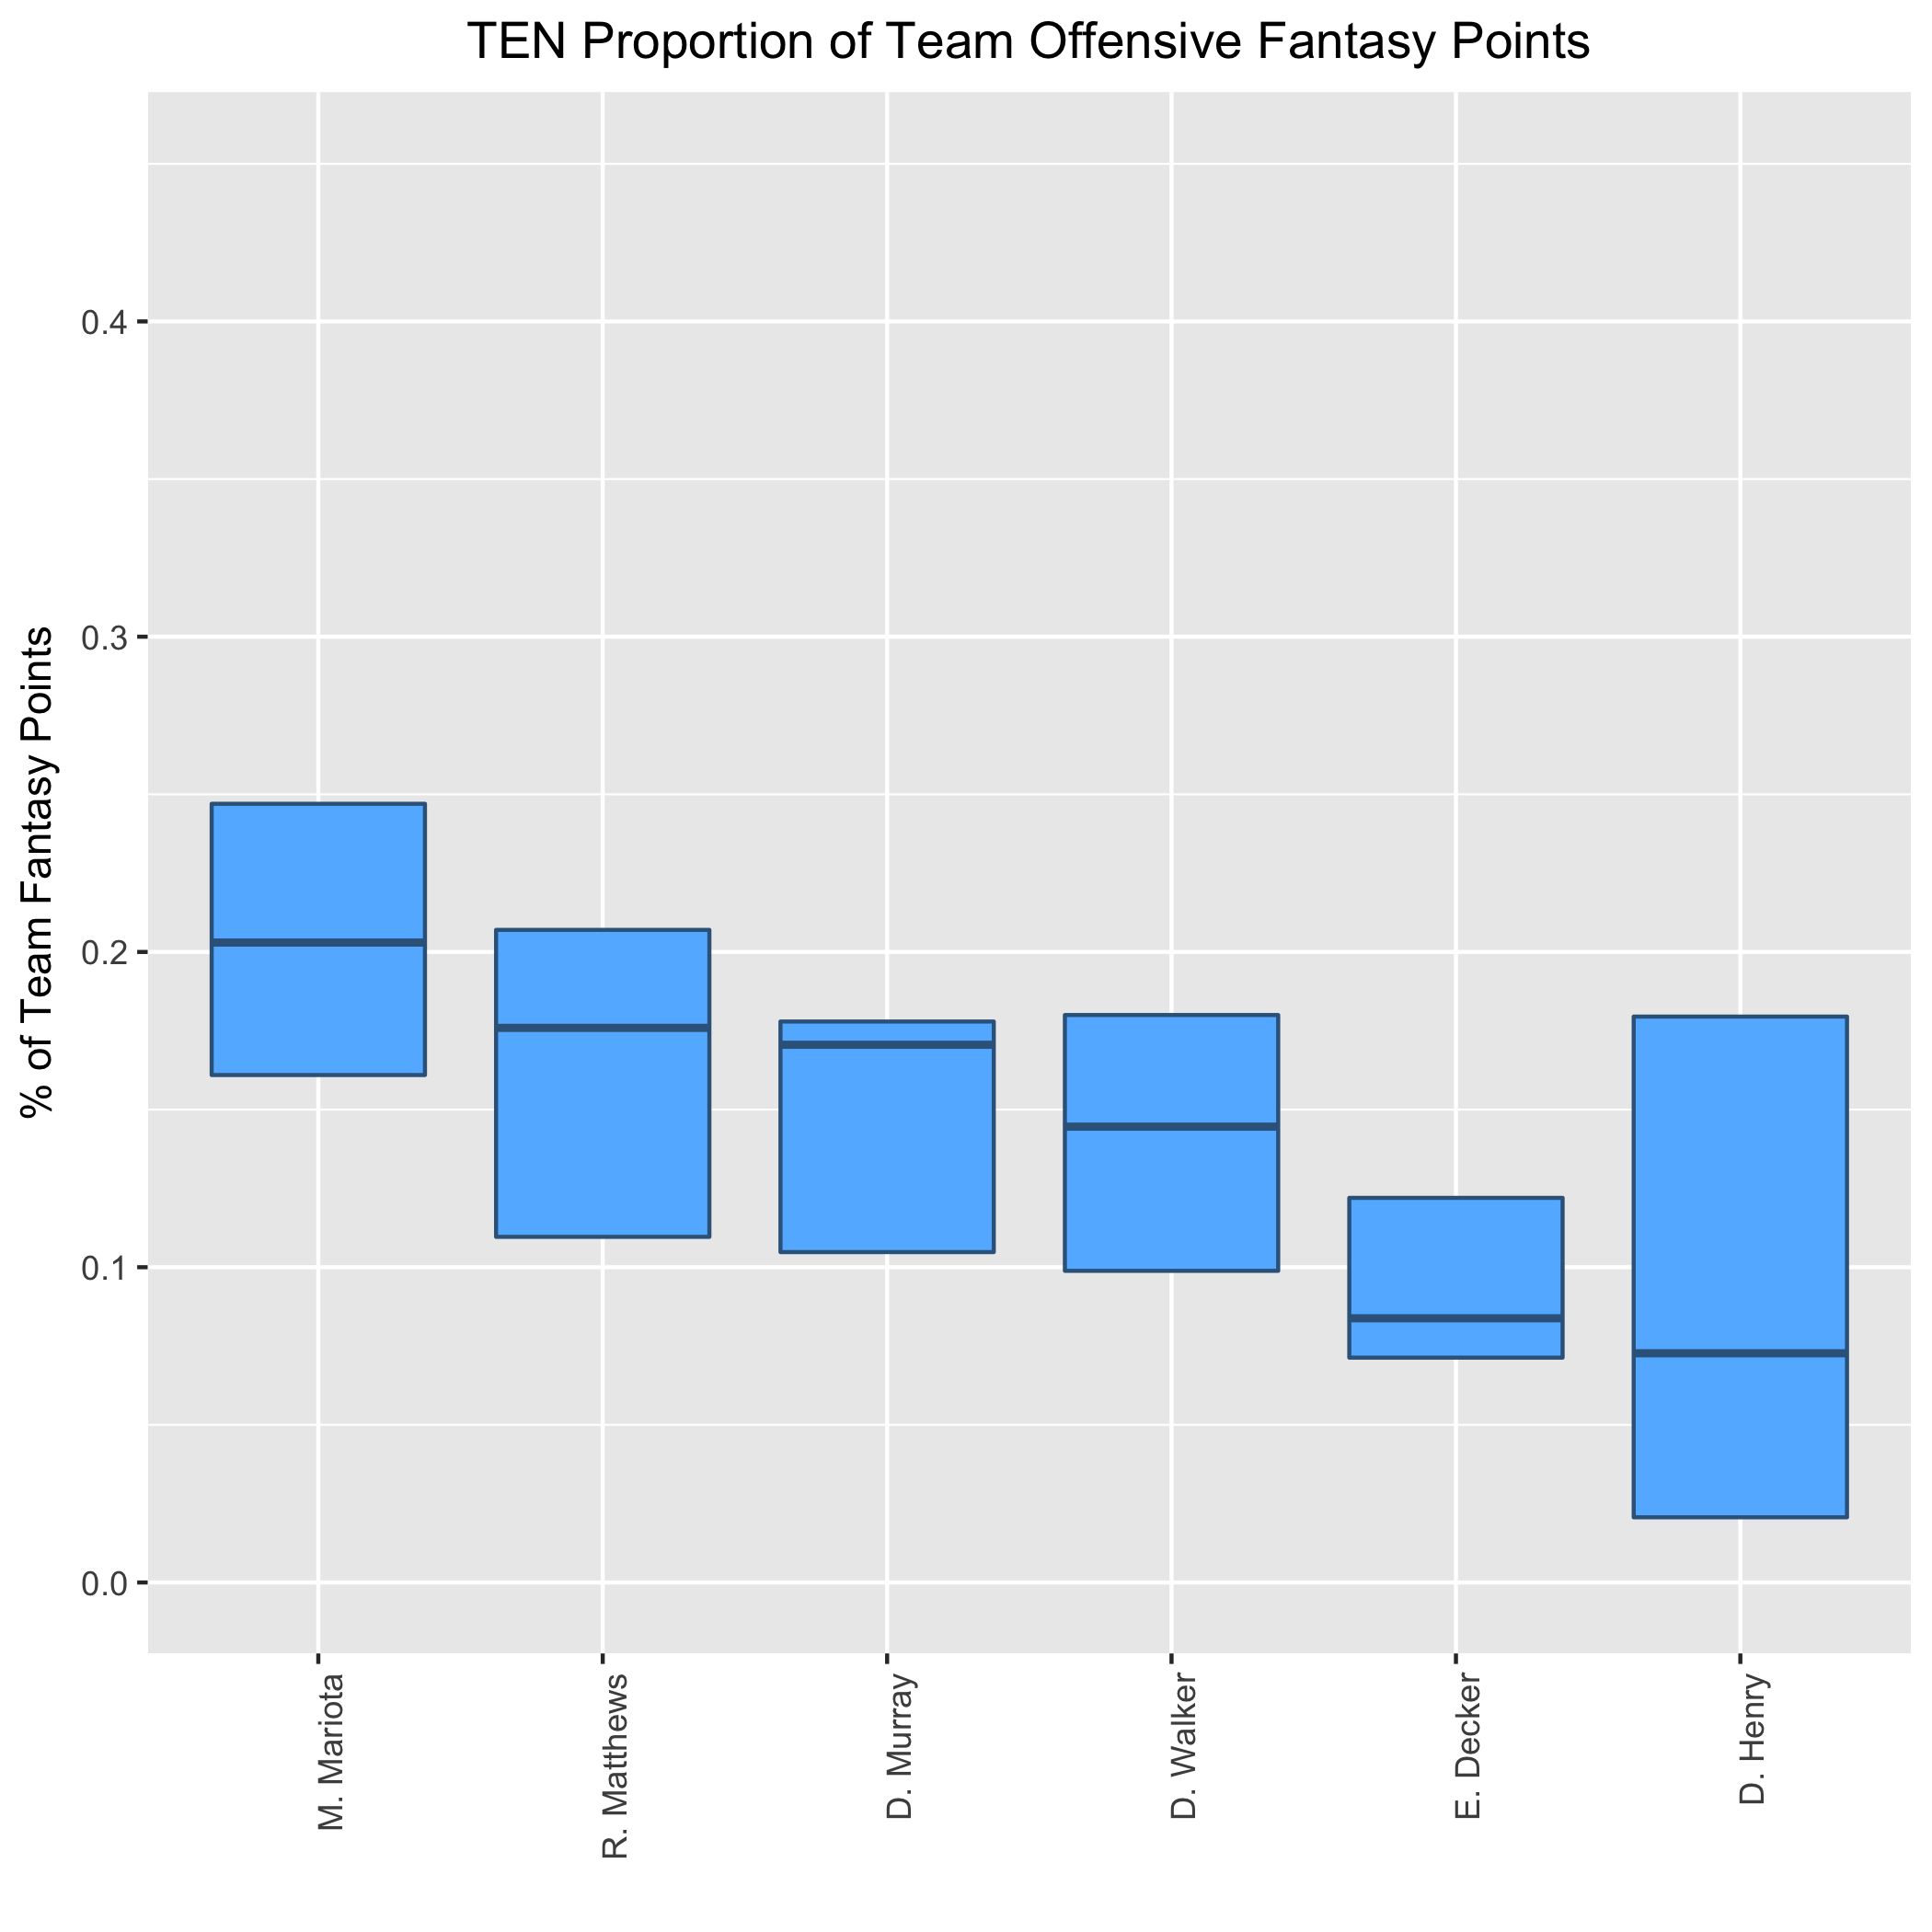 TEN Proportion of Team Offensive Fantasy Points
% of Team Fantasy Points
0.4
0.3
0.2
0.1
0.0
M. Mariota
R. Matthews
D. Murray
D. Walker
E. Decker
D. Henry